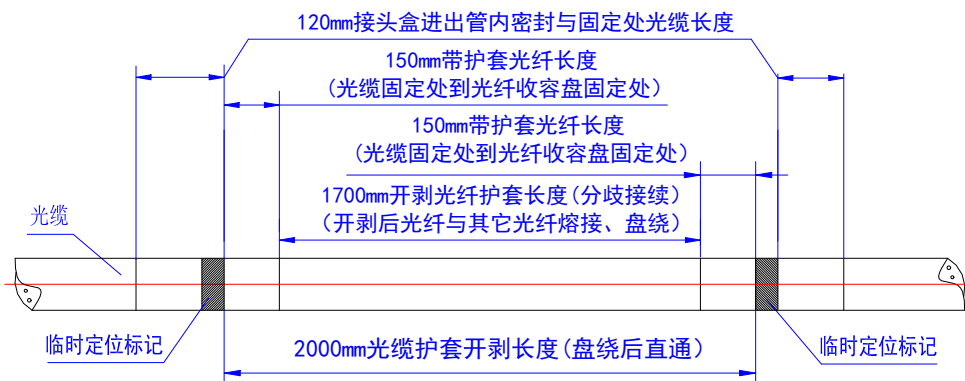 120mm接头盒进出管内密封与固定处光缆长度
150mm带护套光纤长度
(光缆固定处到光纤收容盘固定处)
150mm带护套光纤长度
(光缆固定处到光纤收容盘固定处)
1700mm开剥光纤护套长度(分歧接续)
(开剥后光纤与其它光纤熔接、盘绕)
光缆
临时定位标记
2000mm光缆护套开剥长度(盘绕后直通)
临时定位标记